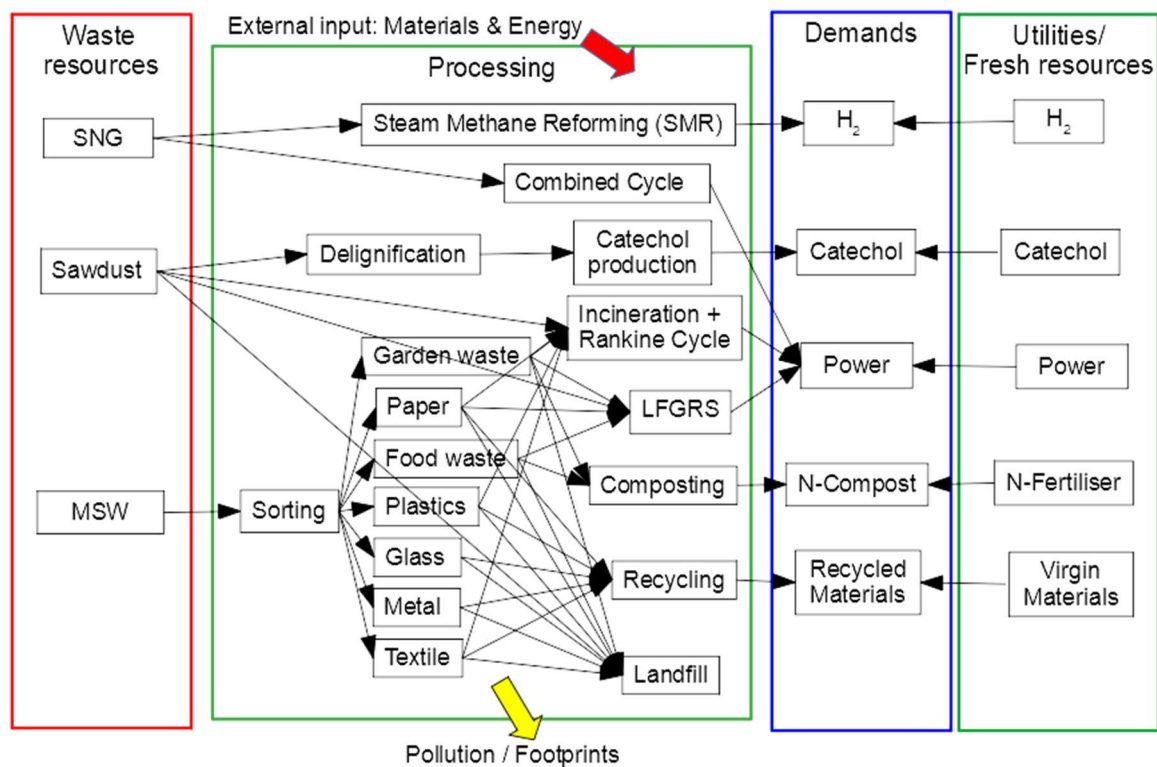 External input: Materials & Energy
Waste
resources
SNG
Sawdust
MSW
Processing
Steam Methane Reforming (SMR)
Combined Cycle
Delignification
Catechol
production
Incineration +
Rankine Cycle
Garden waste
Paper
LFGRS
Food waste
Composting
Sorting
Plastics
Glass
Recycling
Metal
Textile
Landfill
Demands
H₂
Catechol
Power
N-Compost
Recycled
Materials
Utilities/
Fresh resources
H₂
Catechol
Power
N-Fertiliser
Virgin
Materials
Pollution / Footprints